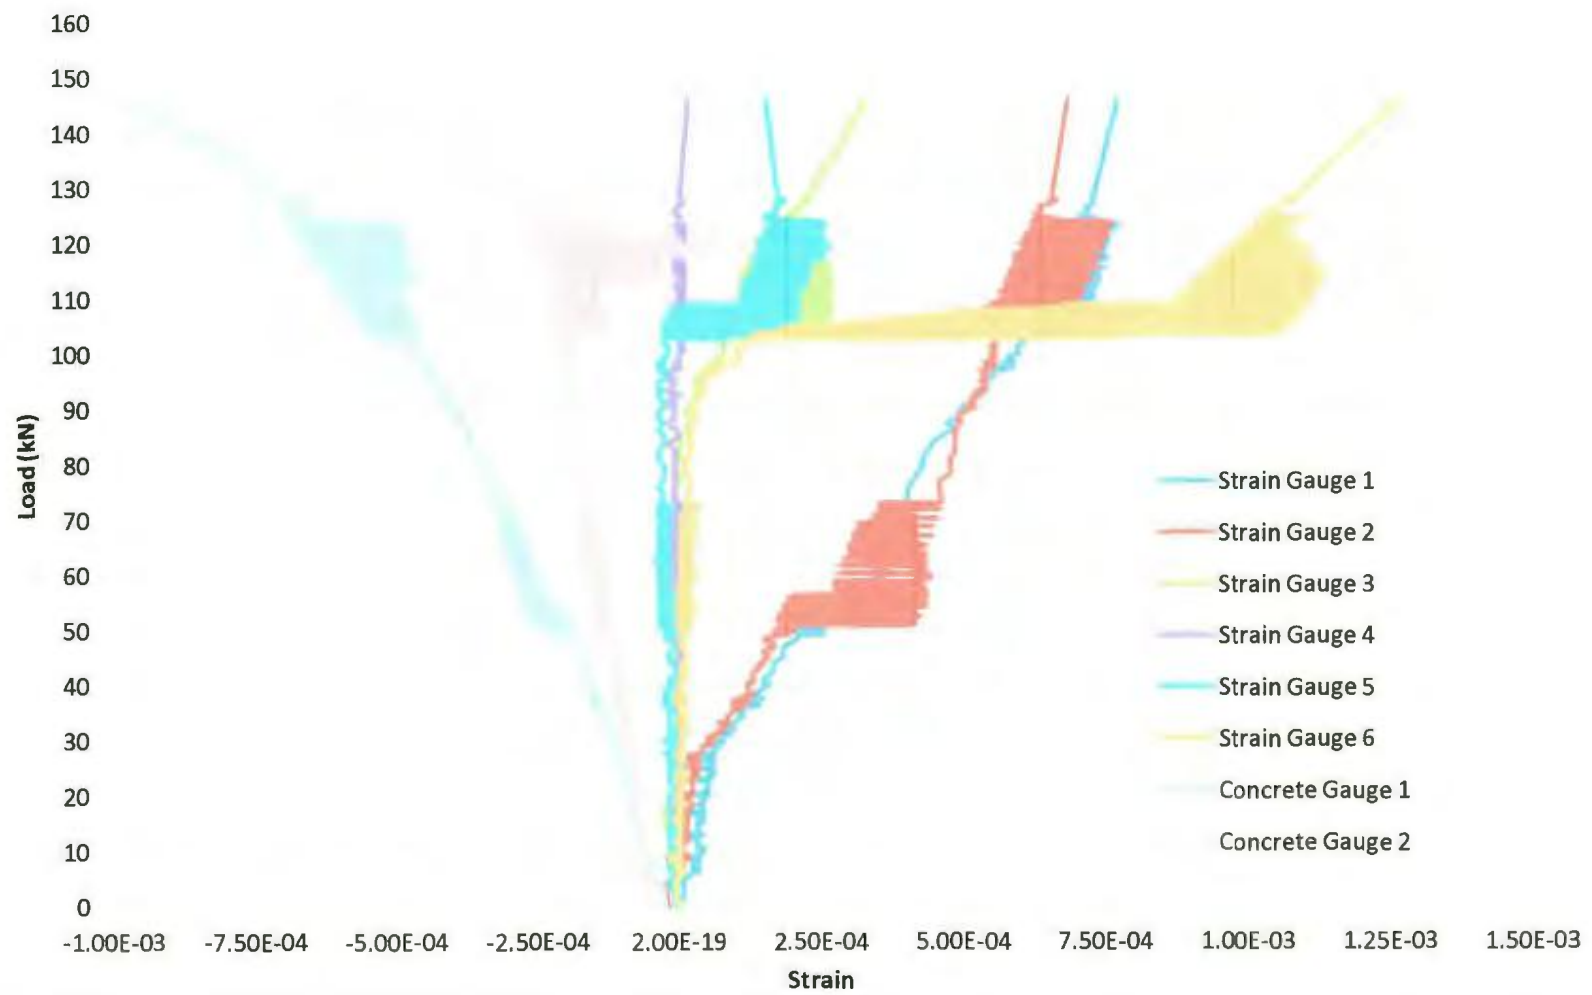 160
150
140
130
120
110
100
90
80
70
60
50
40
30
20
10
0
Load (kN)
Strain Gauge 1
Strain Gauge 2
Strain Gauge 3
Strain Gauge 4
Strain Gauge 5
Strain Gauge 6
Concrete Gauge 1
Concrete Gauge 2
-1.00E-03 -7.50E-04 -5.00E-04 -2.50E-04 2.00E-19 2.50E-04 5.00E-04 7.50E-04 1.00E-03 1.25E-03 1.50E-03
Strain